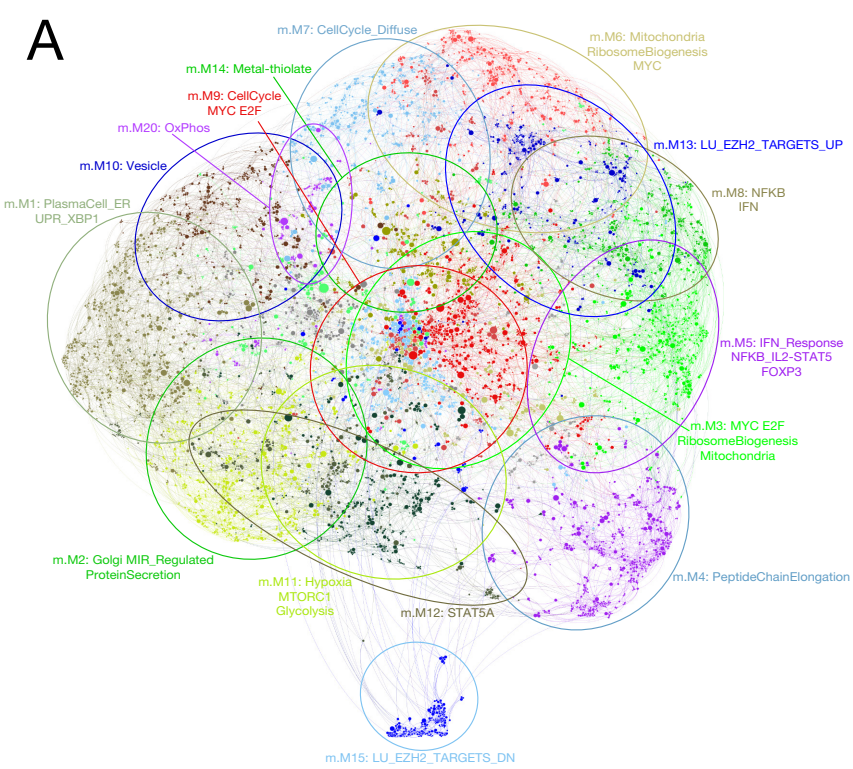 A
m.M7: CellCycle_Diffuse
m.M6: Mitochondria
RibosomeBiogenesis
MYC
m.M14: Metal-thiolate
m.M9: CellCycle
MYC E2F
m.M20: OxPhos
m.M13: LU_EZH2_TARGETS_UP
m.M10: Vesicle
m.M8: NFKB
IFN
m.M1: PlasmaCell_ER
UPR_XBP1
m.M5: IFN_Response
NFKB_IL2-STAT5
FOXP3
m.M3: MYC E2F
RibosomeBiogenesis
Mitochondria
m.M2: Golgi MIR_Regulated
ProteinSecretion
m.M4: PeptideChainElongation
m.M11: Hypoxia
MTORC1
Glycolysis
m.M12: STAT5A
m.M15: LU_EZH2_TARGETS_DN